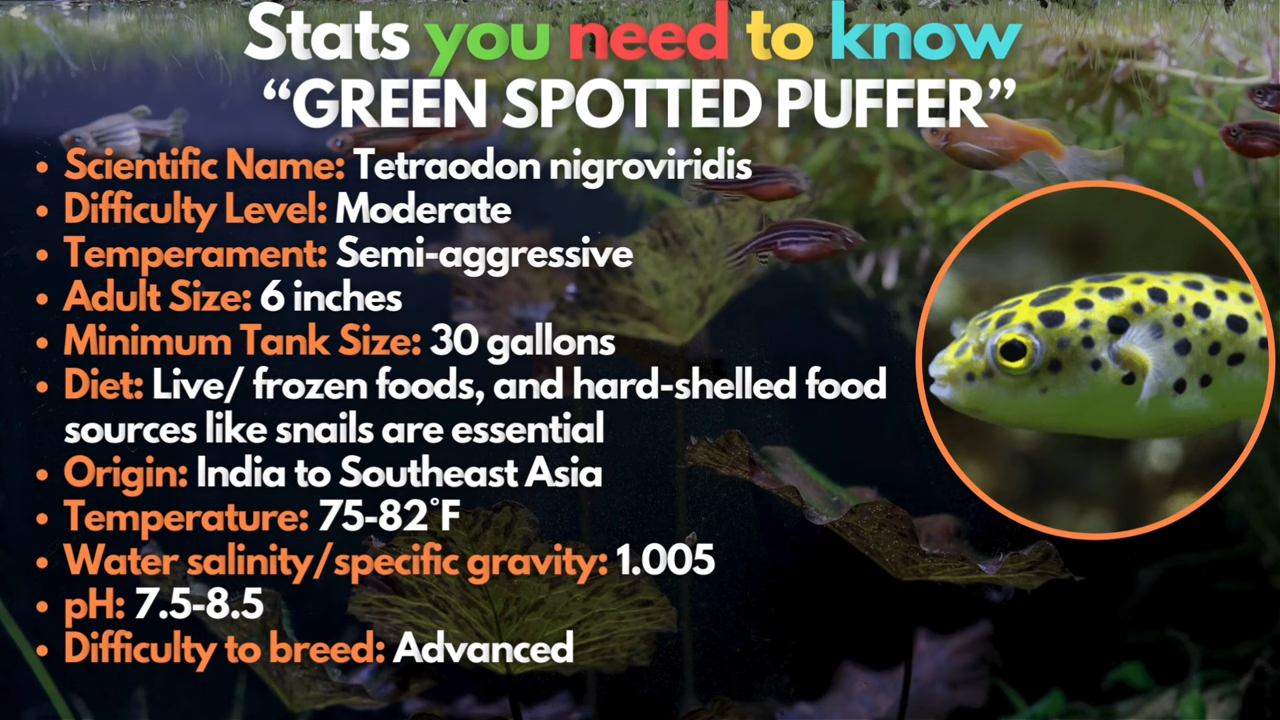 Stats you need to know
“GREEN SPOTTED PUFFER”
• Scientific Name: Tetraodon nigroviridis
• Difficulty Level: Moderate
• Temperament: Semi-aggressive
• Adult Size: 6 inches
• Minimum Tank Size: 30 gallons
• Diet: Live/ frozen foods, and hard-shelled food
sources like snails are essential
• Origin: India to Southeast Asia
• Temperature: 75-82°F
• Water salinity/specific gravity: 1.005
• pH: 7.5-8.5
• Difficulty to breed: Advanced